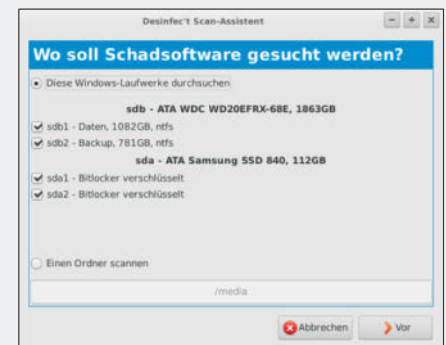 Desinfec't Scan-Assistent
Wo soll Schadsoftware gesucht werden?
Diese Windows-Laufwerke durchsuchen
sdb - ATA WDC WD20EFRX-68E, 1863GB
sdb1 - Daten, 1082GB, ntfs
sdb2 - Backup, 781GB, ntfs
sda - ATA Samsung SSD 840, 112GB
sda1 - Bitlocker verschlüsselt
sda2 - Bitlocker verschlüsselt
Einen Ordner scannen
/media
Abbrechen Vor